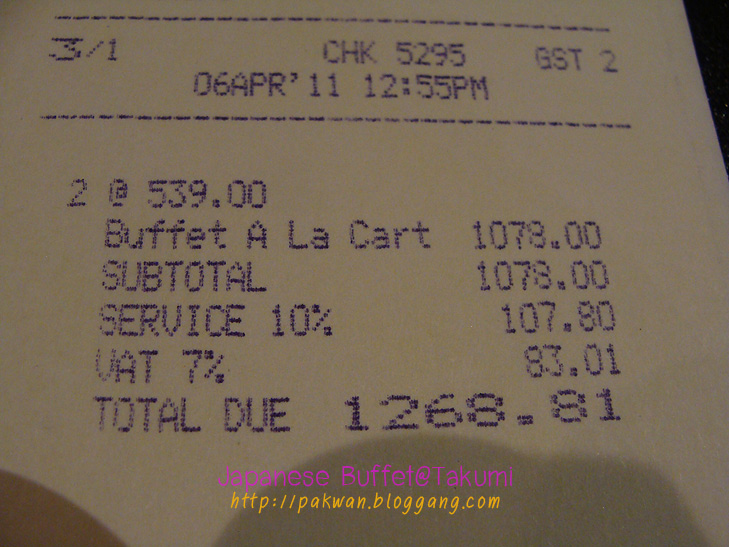 3/1 CHK 5295 GST 2
06APR'11 12:55PM
2 @ 539.00
Buffet A La Cart 1078.00
SUBTOTAL 1078.00
SERVICE 10% 107.80
VAT 7% 83.01
TOTAL DUE 1268.81
Japanese Buffet@Takumi
http://pakwan.bloggang.com